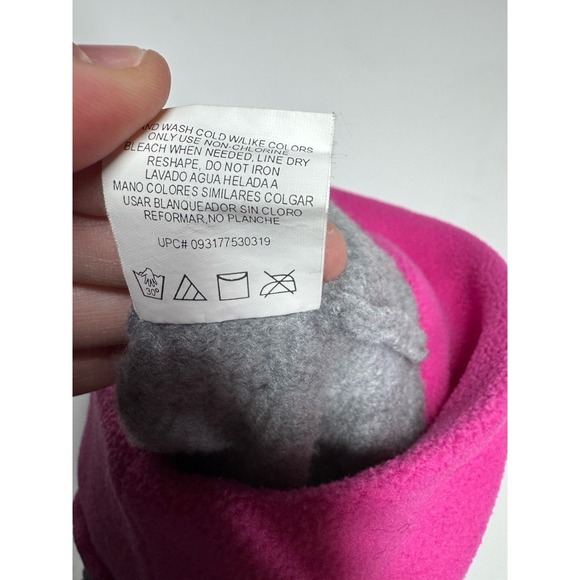 AND WASH COLD W/LIKE COLORS
ONLY USE NON-CHLORINE
BLEACH WHEN NEEDED, LINE DRY
RESHAPE, DO NOT IRON
LAVADO AGUA HELADA A
MANO COLORES SIMILARES COLGAR
USAR BLANQUEADOR SIN CLORO
REFORMAR,NO PLANCHE
UPC# 093177530319
30°